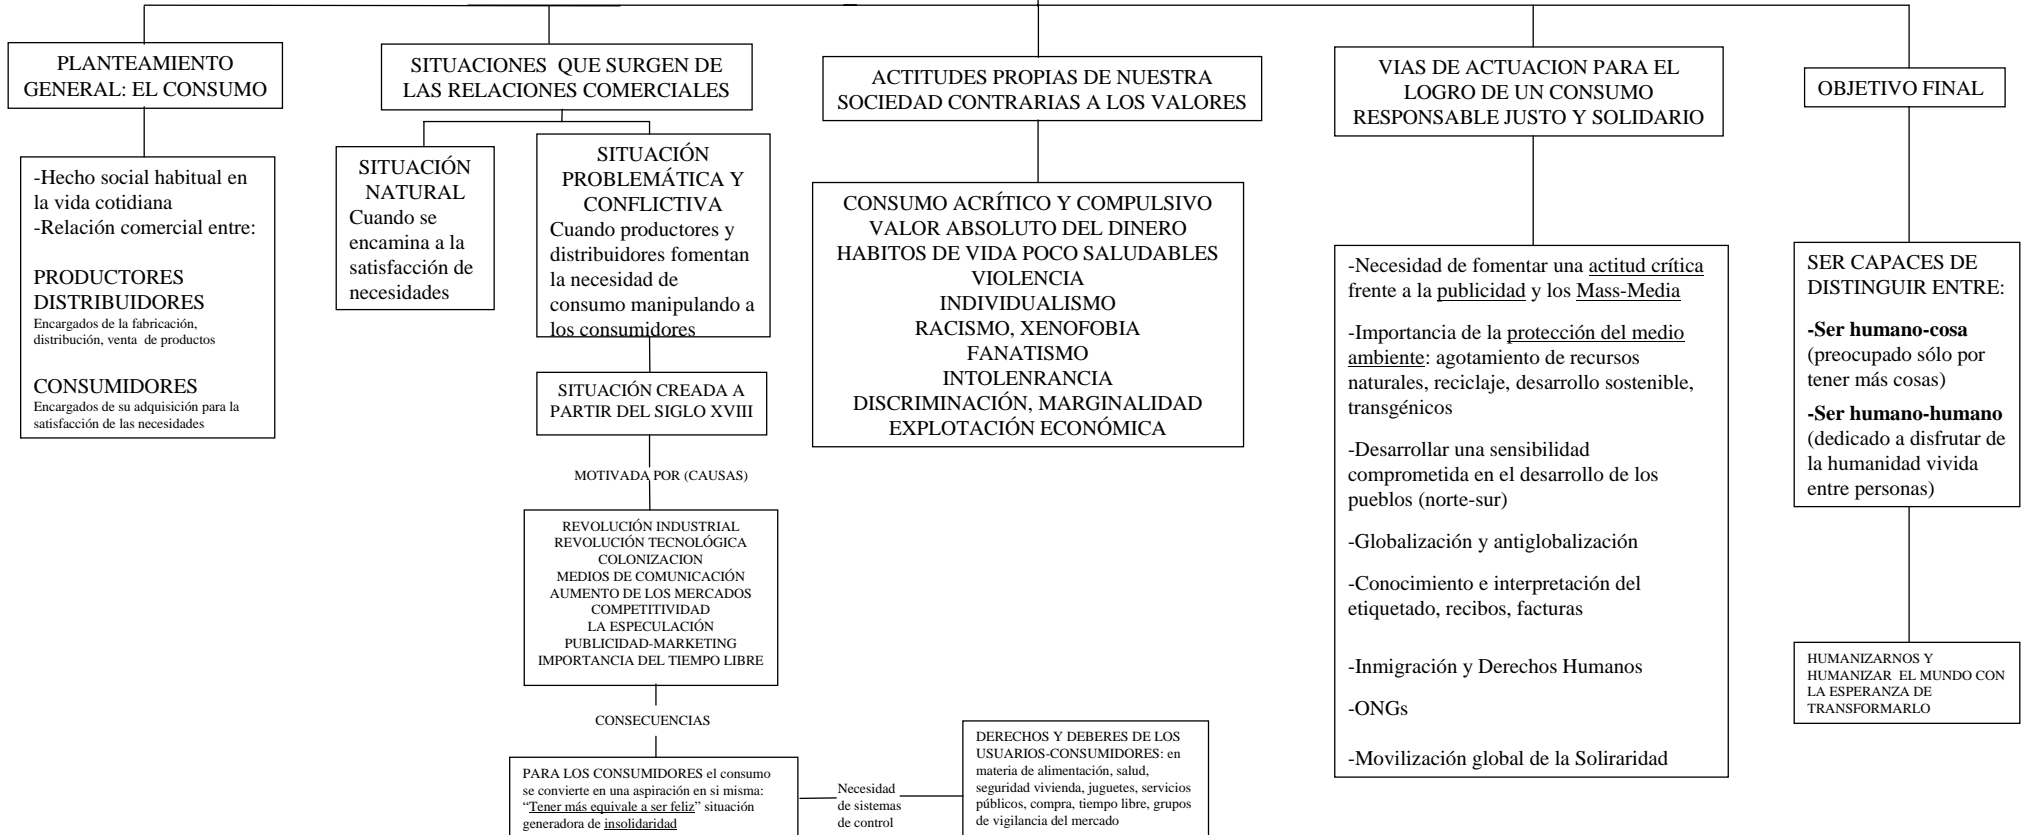 PLANTEAMIENTO
GENERAL: EL CONSUMO
-Hecho social habitual en
la vida cotidiana
-Relación comercial entre:
PRODUCTORES
DISTRIBUIDORES
Encargados de la fabricación,
distribución, venta de productos
CONSUMIDORES
Encargados de su adquisición para la
satisfacción de las necesidades
SITUACIONES QUE SURGEN DE
LAS RELACIONES COMERCIALES
SITUACIÓN
NATURAL
Cuando se
encamina a la
satisfacción de
necesidades
SITUACIÓN
PROBLEMÁTICA Y
CONFLICTIVA
Cuando productores y
distribuidores fomentan
la necesidad de
consumo manipulando a
los consumidores
SITUACIÓN CREADA A
PARTIR DEL SIGLO XVIII
MOTIVADA POR (CAUSAS)
REVOLUCIÓN INDUSTRIAL
REVOLUCIÓN TECNOLÓGICA
COLONIZACION
MEDIOS DE COMUNICACIÓN
AUMENTO DE LOS MERCADOS
COMPETITIVIDAD
LA ESPECULACIÓN
PUBLICIDAD-MARKETING
IMPORTANCIA DEL TIEMPO LIBRE
CONSECUENCIAS
PARA LOS CONSUMIDORES el consumo
se convierte en una aspiración en si misma:
“Tener más equivale a ser feliz” situación
generadora de insolidaridad
Necesidad
de sistemas
de control
DERECHOS Y DEBERES DE LOS
USUARIOS-CONSUMIDORES: en
materia de alimentación, salud,
seguridad vivienda, juguetes, servicios
públicos, compra, tiempo libre, grupos
de vigilancia del mercado
ACTITUDES PROPIAS DE NUESTRA
SOCIEDAD CONTRARIAS A LOS VALORES
CONSUMO ACRÍTICO Y COMPULSIVO
VALOR ABSOLUTO DEL DINERO
HABITOS DE VIDA POCO SALUDABLES
VIOLENCIA
INDIVIDUALISMO
RACISMO, XENOFOBIA
FANATISMO
INTOLENRANCIA
DISCRIMINACIÓN, MARGINALIDAD
EXPLOTACIÓN ECONÓMICA
VIAS DE ACTUACION PARA EL
LOGRO DE UN CONSUMO
RESPONSABLE JUSTO Y SOLIDARIO
-Necesidad de fomentar una actitud crítica
frente a la publicidad y los Mass-Media
-Importancia de la protección del medio
ambiente: agotamiento de recursos
naturales, reciclaje, desarrollo sostenible,
transgénicos
-Desarrollar una sensibilidad
comprometida en el desarrollo de los
pueblos (norte-sur)
-Globalización y antiglobalización
-Conocimiento e interpretación del
etiquetado, recibos, facturas
-Inmigración y Derechos Humanos
-ONGs
-Movilización global de la Soliraridad
OBJETIVO FINAL
SER CAPACES DE
DISTINGUIR ENTRE:
-Ser humano-cosa
(preocupado sólo por
tener más cosas)
-Ser humano-humano
(dedicado a disfrutar de
la humanidad vivida
entre personas)
HUMANIZARNOS Y
HUMANIZAR EL MUNDO CON
LA ESPERANZA DE
TRANSFORMARLO